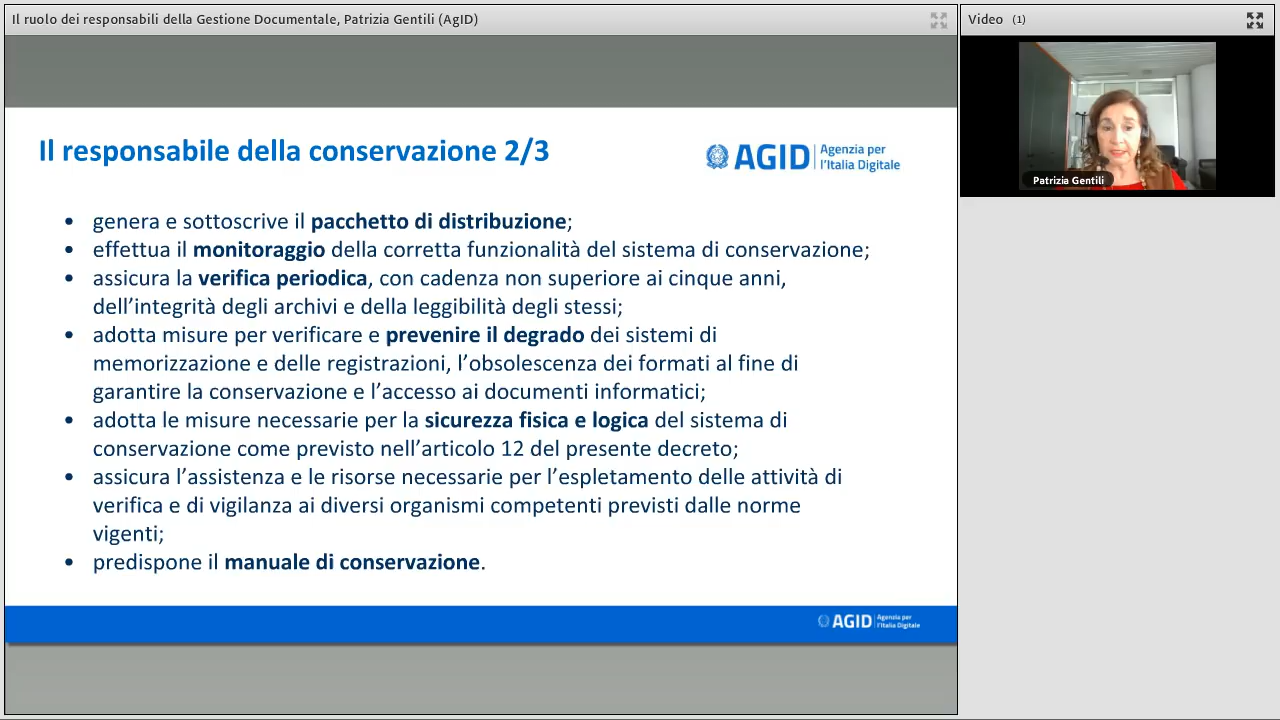 Il ruolo dei responsabili della Gestione Documentale, Patrizia Gentili (AgID)
Video (1)
Patrizia Gentili
Il responsabile della conservazione 2/3
AGID Agenzia per
l'Italia Digitale
• genera e sottoscrive il pacchetto di distribuzione;
• effettua il monitoraggio della corretta funzionalità del sistema di conservazione;
• assicura la verifica periodica, con cadenza non superiore ai cinque anni,
dell'integrità degli archivi e della leggibilità degli stessi;
• adotta misure per verificare e prevenire il degrado dei sistemi di
memorizzazione e delle registrazioni, l'obsolescenza dei formati al fine di
garantire la conservazione e l'accesso ai documenti informatici;
• adotta le misure necessarie per la sicurezza fisica e logica del sistema di
conservazione come previsto nell'articolo 12 del presente decreto;
• assicura l'assistenza e le risorse necessarie per l'espletamento delle attività di
verifica e di vigilanza ai diversi organismi competenti previsti dalle norme
vigenti;
• predispone il manuale di conservazione.
AGID Agenzia per
l'Italia Digitale